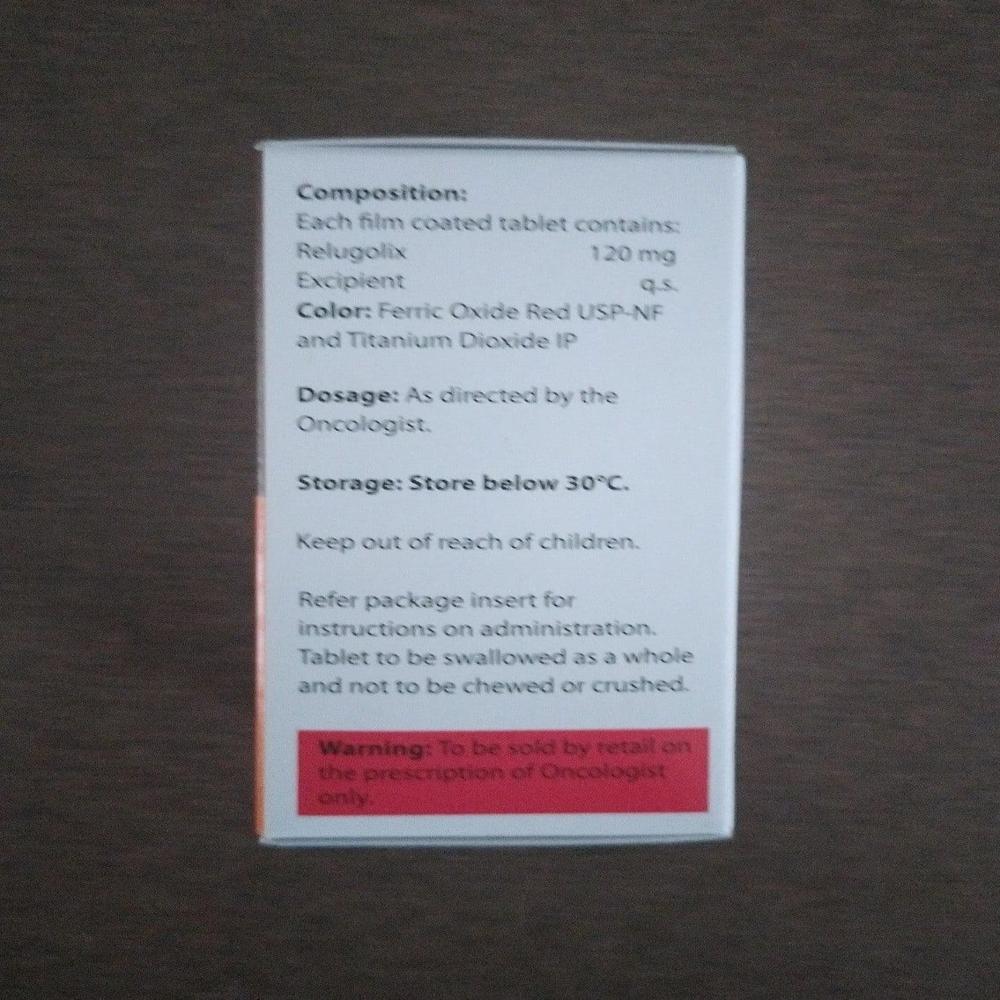 Composition:
Each film coated tablet contains:
Relugolix 120 mg
Excipient q.s.
Color: Ferric Oxide Red USP-NF
and Titanium Dioxide IP
Dosage: As directed by the
Oncologist.
Storage: Store below 30°C.
Keep out of reach of children.
Refer package insert for
instructions on administration.
Tablet to be swallowed as a whole
and not to be chewed or crushed.
Warning: To be sold by retail on
the prescription of Oncologist
only.